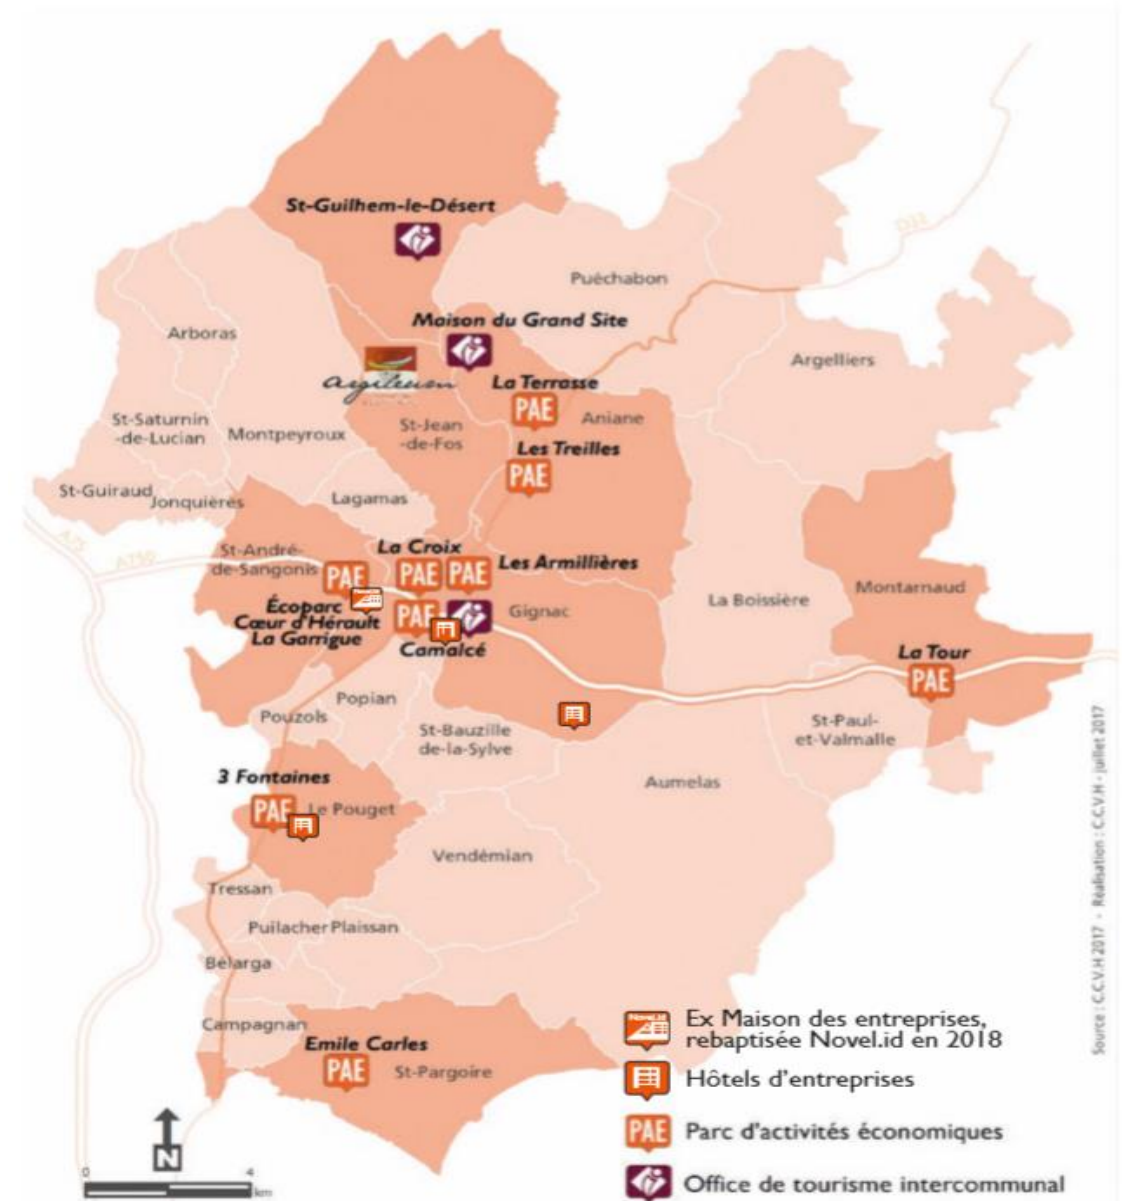 D32
St-Guilhem-le-Désert
Puéchabon
Maison du Grand Site
Arboras
Argelliers
argileum
La Terrasse
PAE
Aniane
St-Saturnin
-de-Lucian
Montpeyroux
St-Jean
-de-Fos
Les Treilles
PAE
St-Guiraud
Jonquières
Lagamas
A75
A750
St-André-
de-Sangonis
La Croix
PAE
PAE
PAE
Les Armillières
Montarnaud
La Boissière
Écoparc
Cœur d'Hérault
La Garrigue
PAE
Gignac
Camalcé
La Tour
PAE
Popian
Pouzols
St-Bauzille
de-la-Sylve
St-Paul-
et-Valmalle
3 Fontaines
PAE
Le Pouget
Aumelas
Vendémian
Tressan
Puilacher
Plaissan
Bélarga
Campagnan
Emile Carles
PAE
St-Pargoire
Novel.id
Ex Maison des entreprises,
rebaptisée Novel.id en 2018
Hôtels d'entreprises
PAE
Parc d'activités économiques
Office de tourisme intercommunal
N
0
4
km
Source : C.C.V.H 2017 - Réalisation : C.C.V.H - juillet 2017